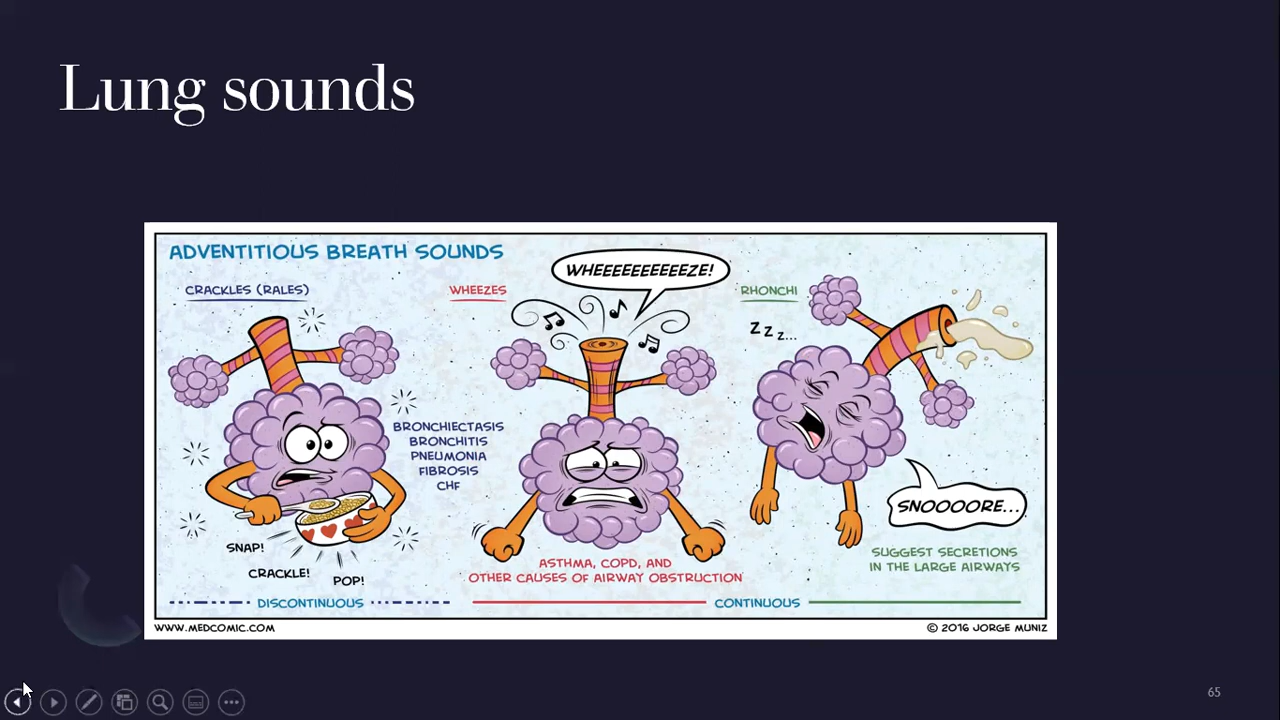 Lung sounds
ADVENTITIOUS BREATH SOUNDS
CRACKLES (RALES)
SNAP!
CRACKLE!
POP!
BRONCHIECTASIS
BRONCHITIS
PNEUMONIA
FIBROSIS
CHF
DISCONTINUOUS
WHEEZES
WHEEEEEEEEEEZE!
ASTHMA, COPD, AND
OTHER CAUSES OF AIRWAY OBSTRUCTION
RHONCHI
Z Z Z...
SNOOOORE...
SUGGEST SECRETIONS
IN THE LARGE AIRWAYS
CONTINUOUS
WWW.MEDCOMIC.COM
© 2016 JORGE MUNIZ
65